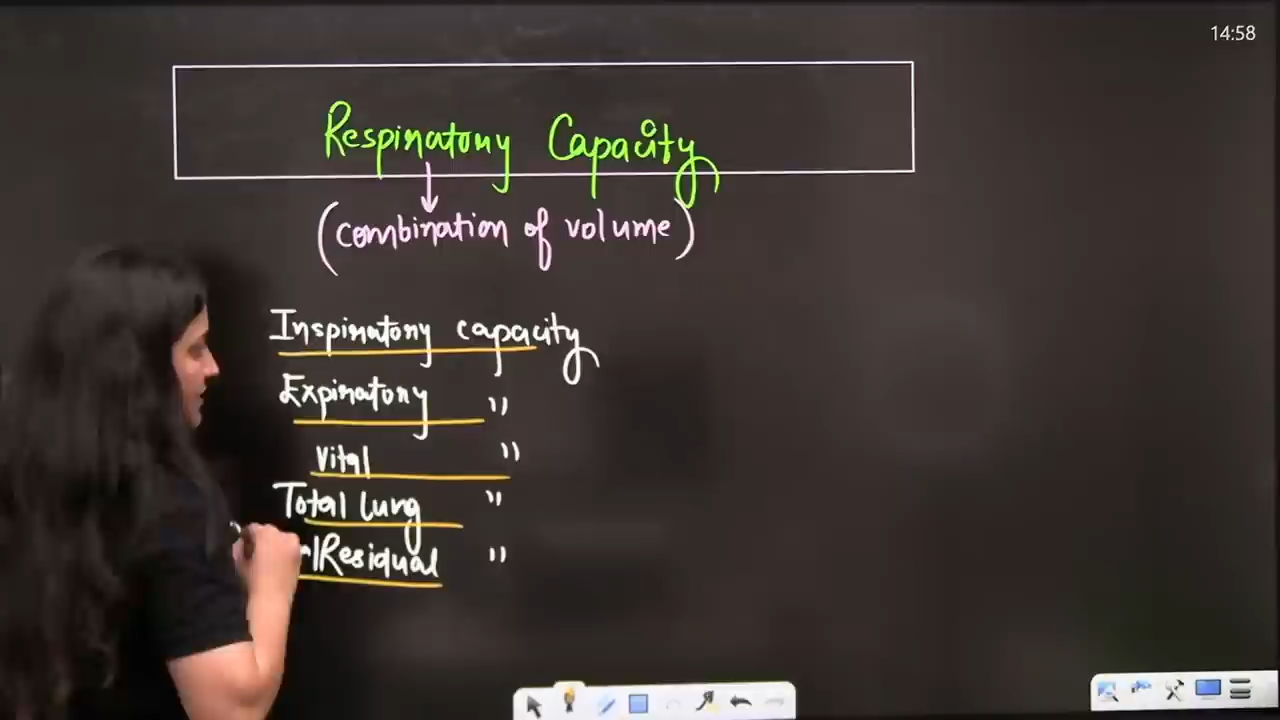 14:58
Respiratory Capacity
(combination of volume)
Inspiratory capacity
Expiratory "
Vital "
Total lung "
Residual "